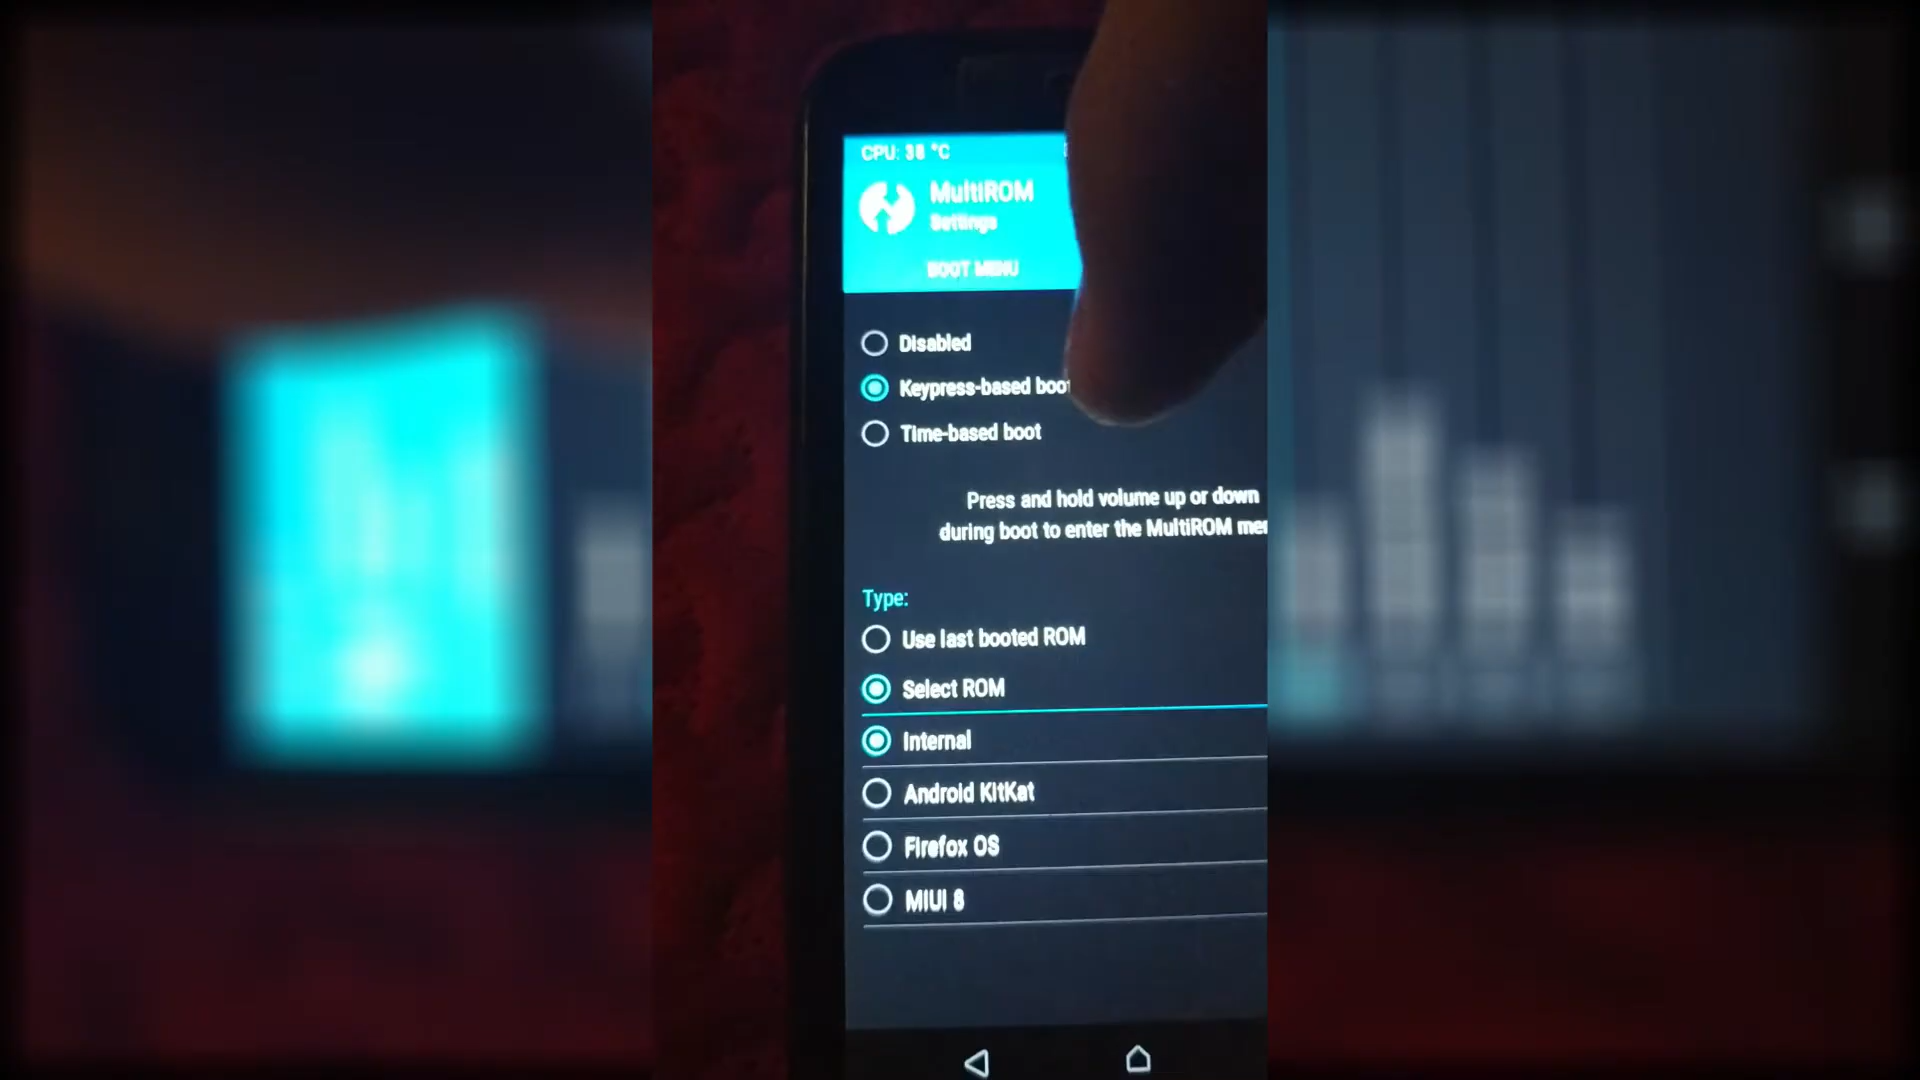 CPU: 38 °C
MultiROM
Settings
BOOT MENU
Disabled
Keypress-based boot
Time-based boot
Press and hold volume up or down
during boot to enter the MultiROM
Type:
Use last booted ROM
Select ROM
Internal
Android KitKat
Firefox OS
MIUI 8